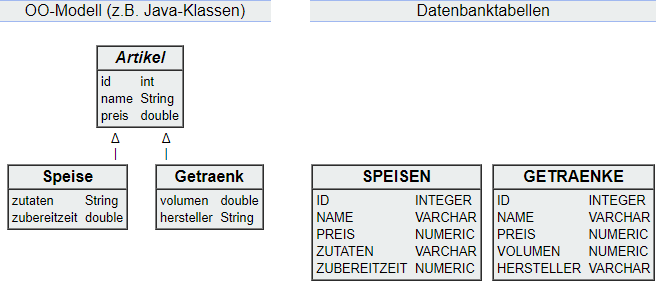 OO-Modell (z.B. Java-Klassen)
Datenbanktabellen
Artikel
id int
name String
preis double
Speise
zutaten String
zubereitzeit double
Getraenk
volumen double
hersteller String
SPEISEN
ID INTEGER
NAME VARCHAR
PREIS NUMERIC
ZUTATEN VARCHAR
ZUBEREITZEIT NUMERIC
GETRAENKE
ID INTEGER
NAME VARCHAR
PREIS NUMERIC
VOLUMEN NUMERIC
HERSTELLER VARCHAR